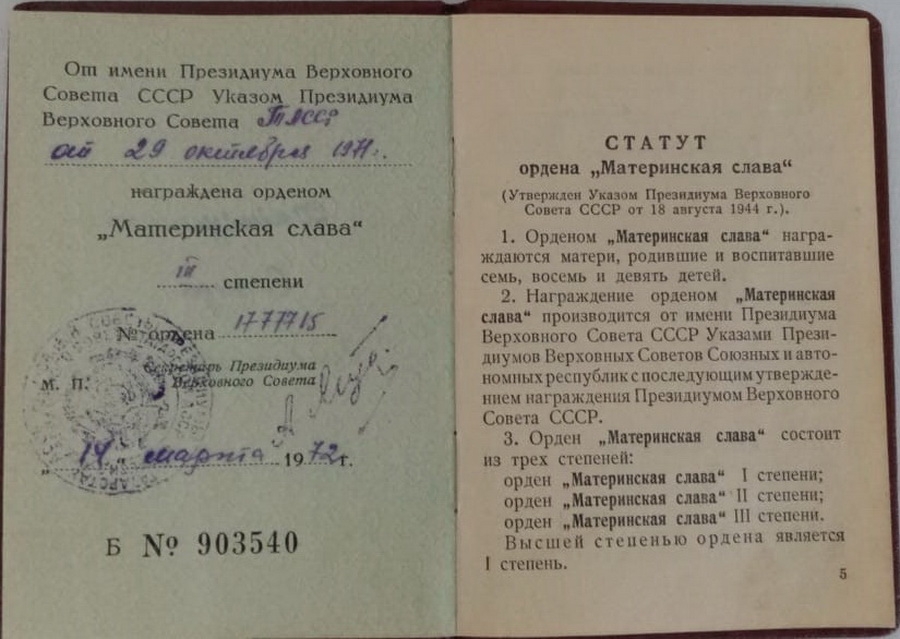 От имени Президиума Верховного
Совета СССР Указом Президиума
Верховного Совета ТАССР
от 29 октября 1971 г.
награждена орденом
„Материнская слава“
III степени
№ ордена 1777715
Секретарь Президиума
М. П. Верховного Совета
„14“ марта 1972 г.
Б № 903540
СТАТУТ
ордена „Материнская слава“
(Утвержден Указом Президиума Верховного
Совета СССР от 18 августа 1944 г.).
1. Орденом „Материнская слава“ награ-
ждаются матери, родившие и воспитавшие
семь, восемь и девять детей.
2. Награждение орденом „Материнская
слава“ производится от имени Президиума
Верховного Совета СССР Указами Прези-
диумов Верховных Советов Союзных и авто-
номных республик с последующим утвержде-
нием награждения Президиумом Верховного
Совета СССР.
3. Орден „Материнская слава“ состоит
из трех степеней:
орден „Материнская слава“ I степени;
орден „Материнская слава“ II степени;
орден „Материнская слава“ III степени.
Высшей степенью ордена является
I степень.
5